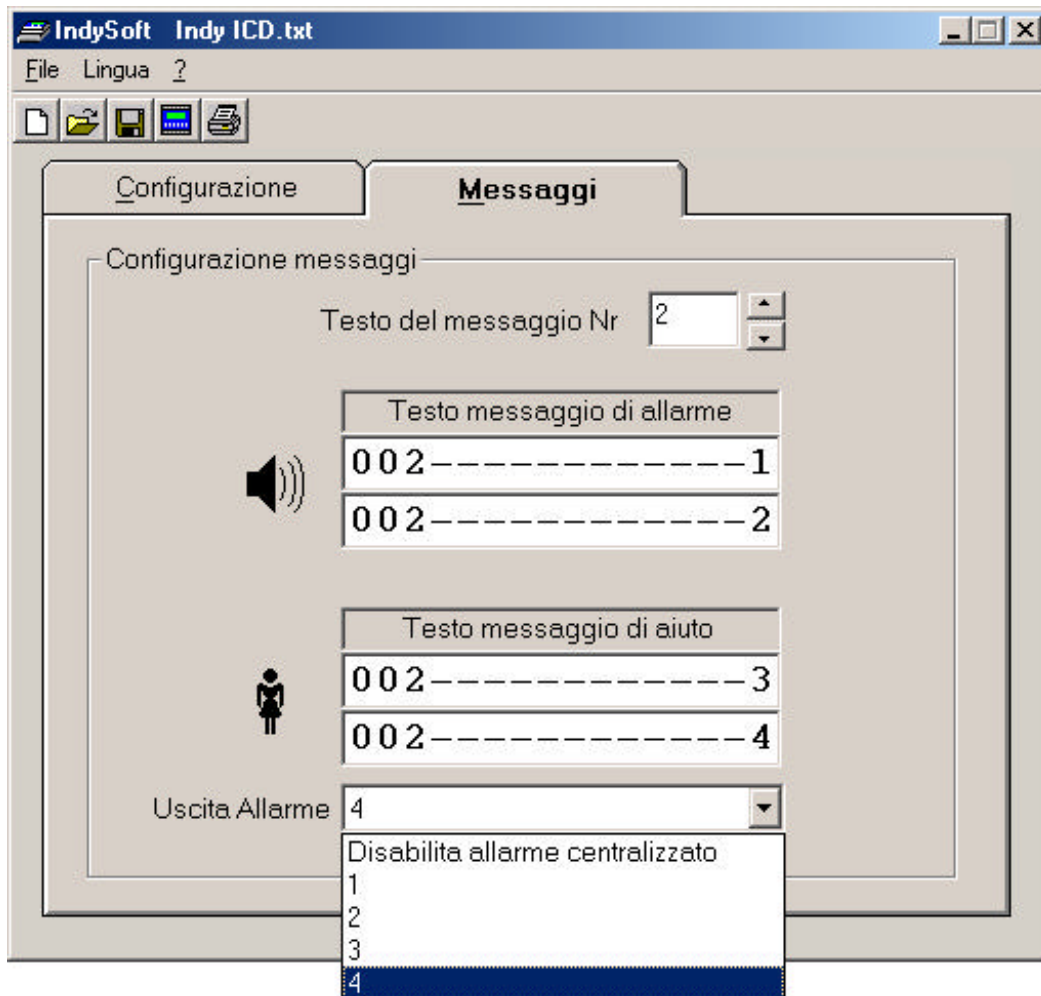 IndySoft Indy ICD.txt
File Lingua ?
Configurazione Messaggi
Configurazione messaggi
Testo del messaggio Nr 2
Testo messaggio di allarme
002------------1
002------------2
Testo messaggio di aiuto
002------------3
002------------4
Uscita Allarme 4
Disabilita allarme centralizzato
1
2
3
4